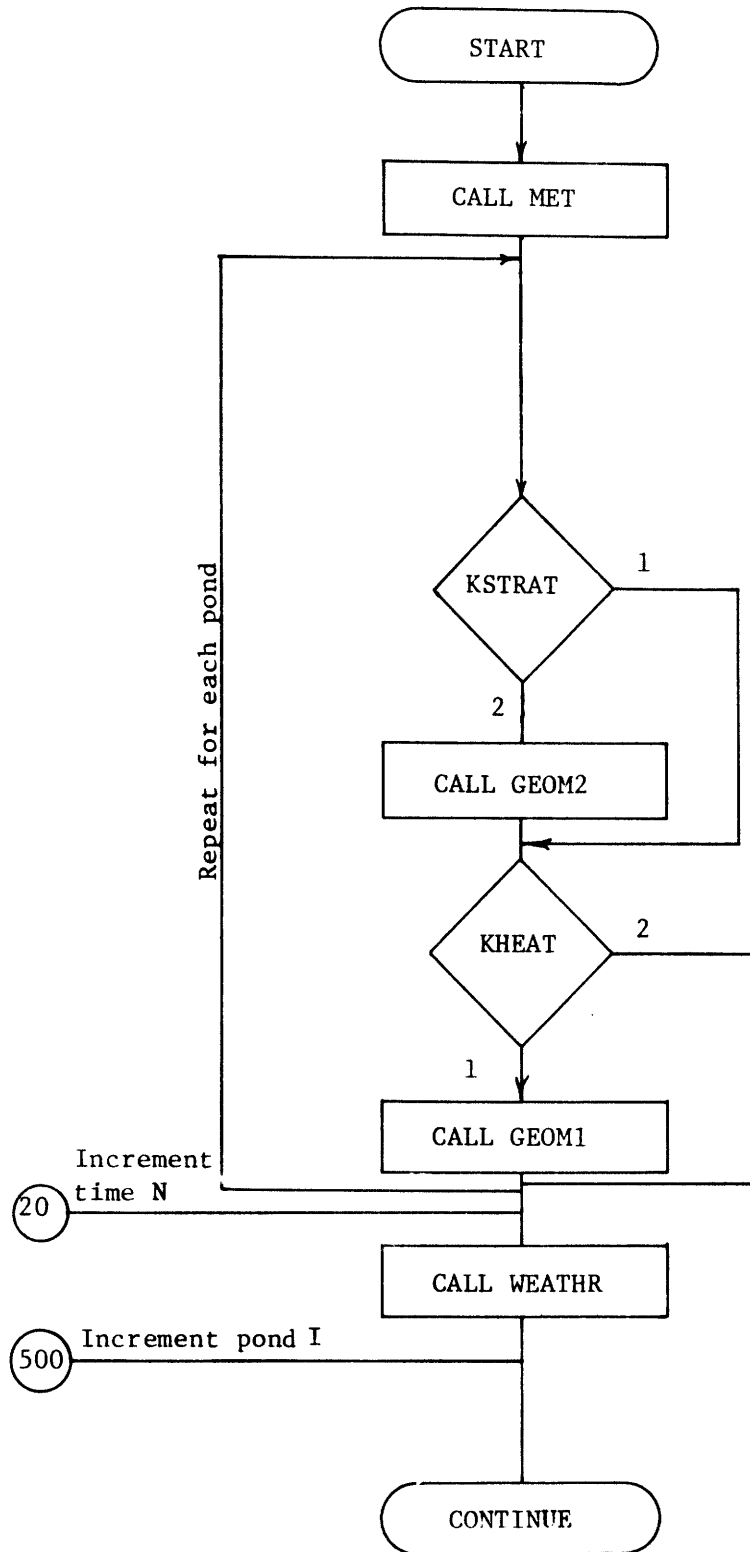 START
CALL MET
Repeat for each pond
KSTRAT
1
2
CALL GEOM2
KHEAT
2
1
CALL GEOM1
Increment
time N
20
CALL WEATHR
Increment pond I
500
CONTINUE